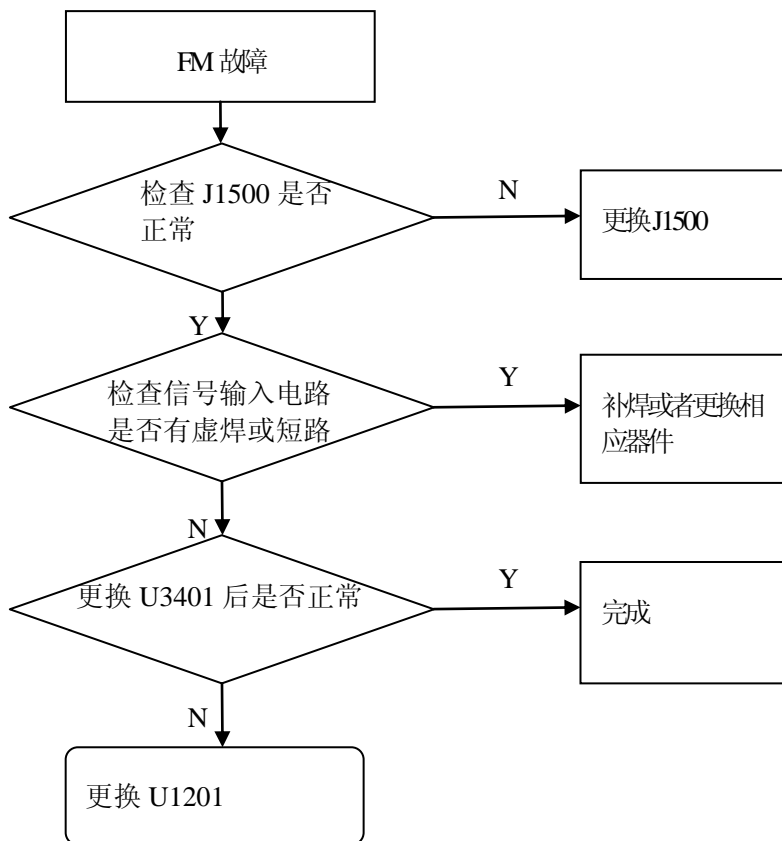 FM 故障
检查 J1500 是否
正常
N
更换J1500
Y
检查信号输入电路
是否有虚焊或短路
Y
补焊或者更换相
应器件
N
更换 U3401 后是否正常
Y
完成
N
更换 U1201